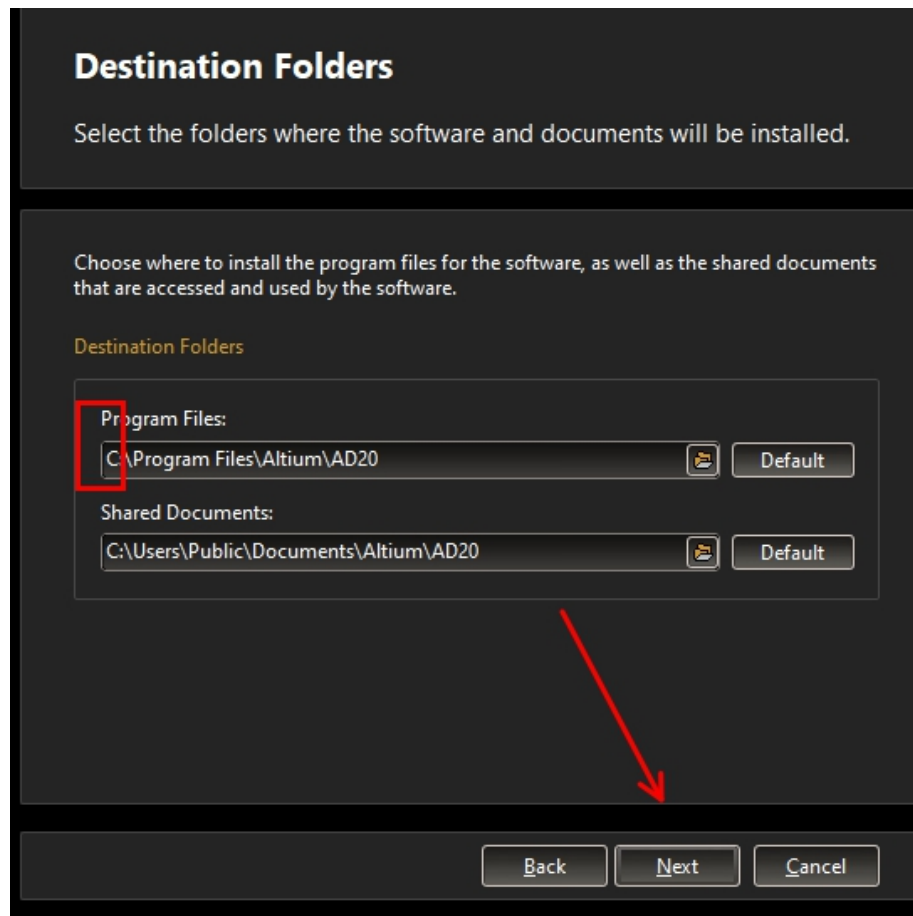 Destination Folders
Select the folders where the software and documents will be installed.
Choose where to install the program files for the software, as well as the shared documents
that are accessed and used by the software.
Destination Folders
Program Files:
C:\Program Files\Altium\AD20
Default
Shared Documents:
C:\Users\Public\Documents\Altium\AD20
Default
Back
Next
Cancel